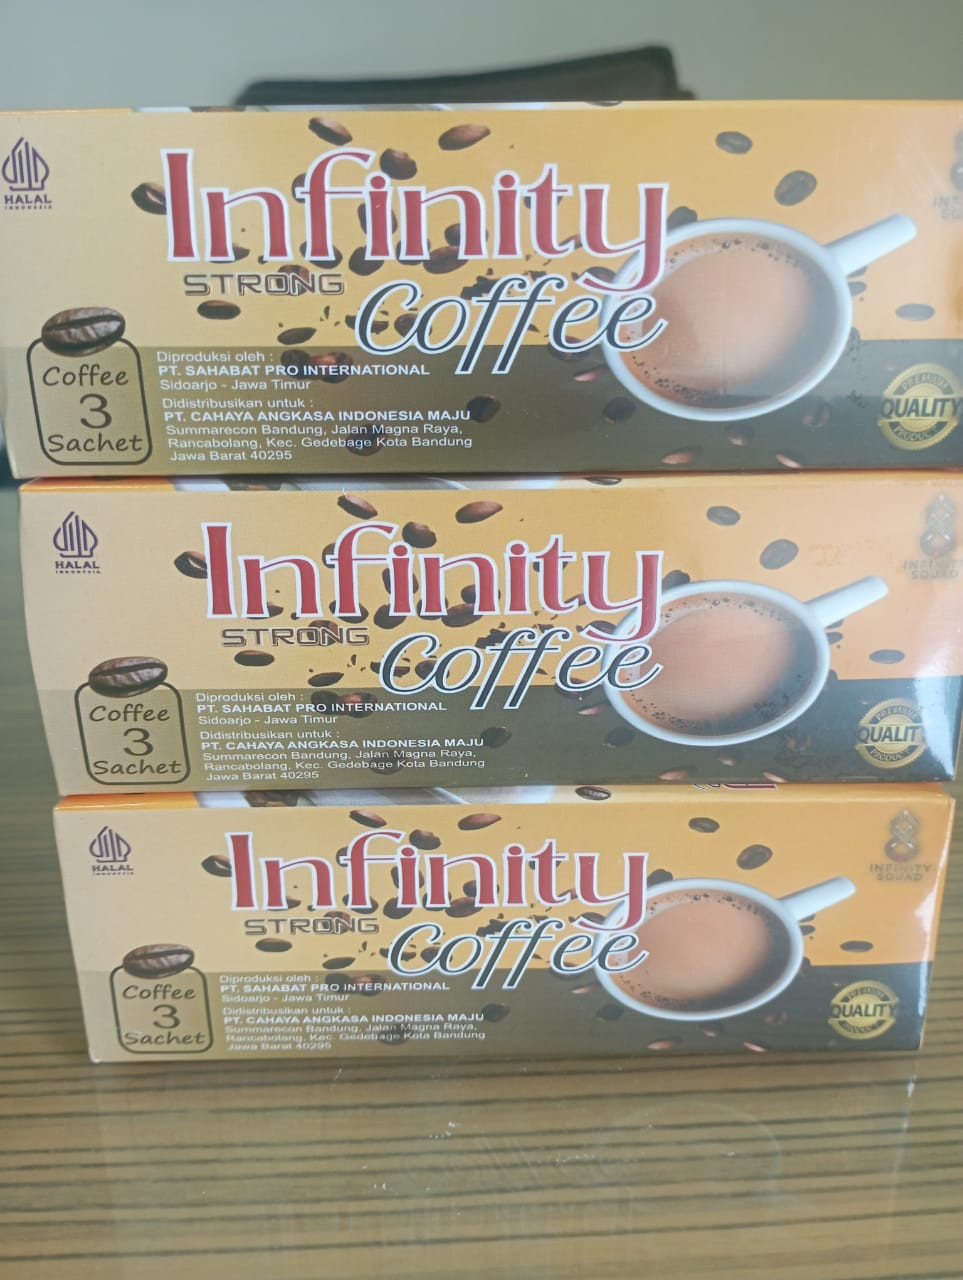 HALAL
INDONESIA
Infinity
STRONG
Coffee
Coffee
3
Sachet
Diproduksi oleh :
PT. SAHABAT PRO INTERNATIONAL
Sidoarjo - Jawa Timur
Didistribusikan untuk :
PT. CAHAYA ANGKASA INDONESIA MAJU
Summarecon Bandung, Jalan Magna Raya,
Rancabolang, Kec. Gedebage Kota Bandung
Jawa Barat 40295
PREMIUM
QUALITY
PRODUCT
HALAL
INDONESIA
Infinity
STRONG
Coffee
INFINITY
SQUAD
Coffee
3
Sachet
Diproduksi oleh :
PT. SAHABAT PRO INTERNATIONAL
Sidoarjo - Jawa Timur
Didistribusikan untuk :
PT. CAHAYA ANGKASA INDONESIA MAJU
Summarecon Bandung, Jalan Magna Raya,
Rancabolang, Kec. Gedebage Kota Bandung
Jawa Barat 40295
PREMIUM
QUALITY
PRODUCT
HALAL
INDONESIA
Infinity
STRONG
Coffee
INFINITY
SQUAD
Coffee
3
Sachet
Diproduksi oleh :
PT. SAHABAT PRO INTERNATIONAL
Sidoarjo - Jawa Timur
Didistribusikan untuk :
PT. CAHAYA ANGKASA INDONESIA MAJU
Summarecon Bandung, Jalan Magna Raya,
Rancabolang, Kec. Gedebage Kota Bandung
Jawa Barat 40295
PREMIUM
QUALITY
PRODUCT